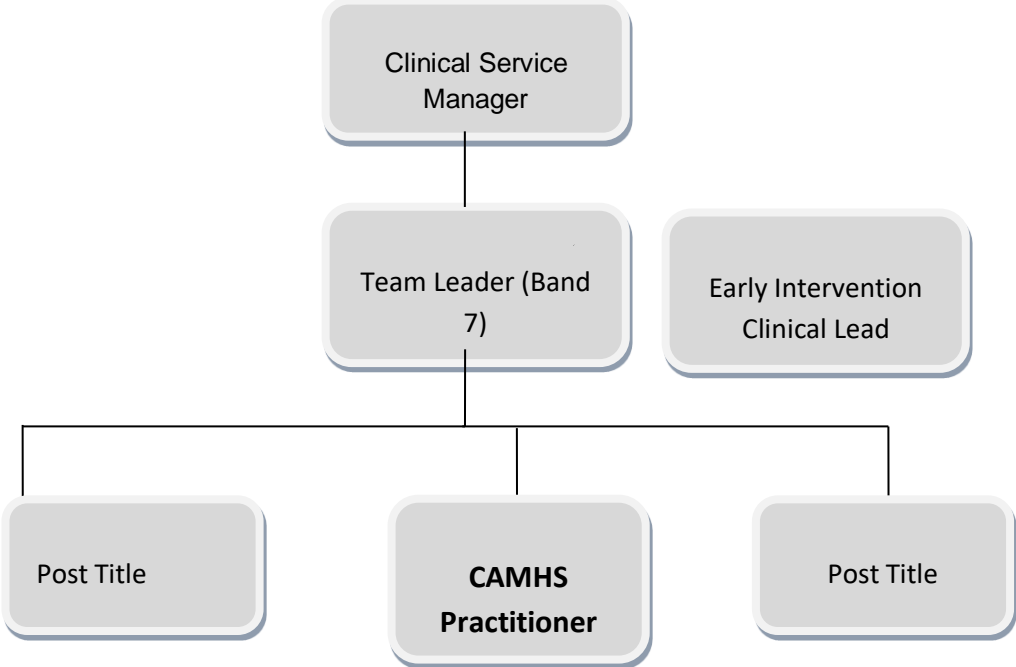 Clinical Service
Manager
Team Leader (Band
7)
Early Intervention
Clinical Lead
Post Title
CAMHS
Practitioner
Post Title